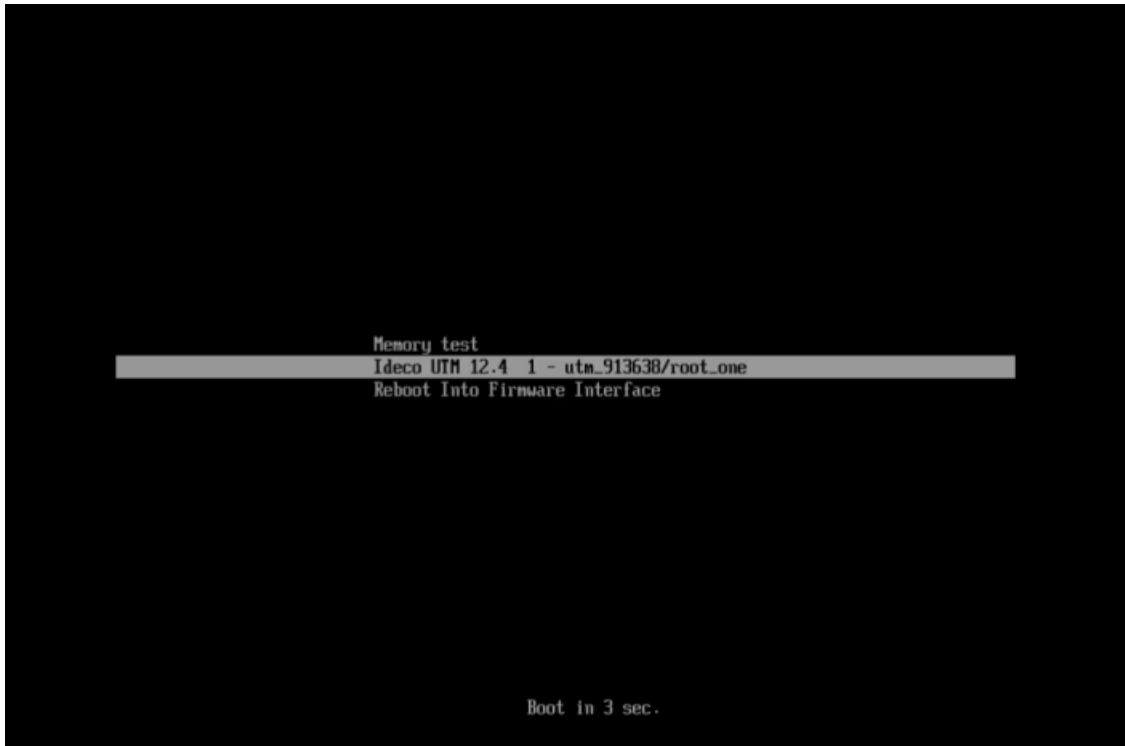 Memory test
Ideco UTM 12.4  1 - utm_913638/root_one
Reboot Into Firmware Interface
Boot in 3 sec.